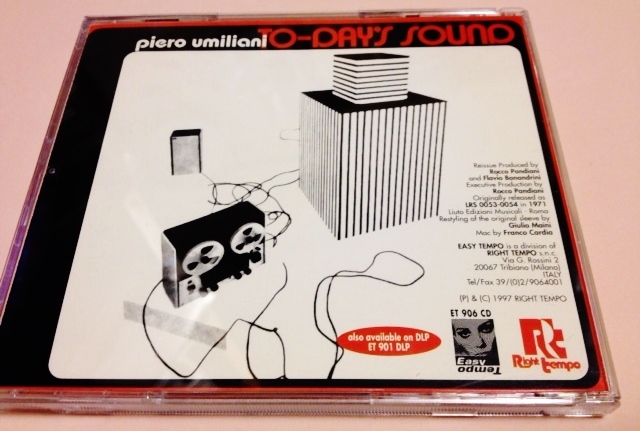 piero umiliani TO-DAY'S SOUND
Reissue Produced by
Rocco Pandiani
and Flavio Bonandrini
Executive Production by
Rocco Pandiani
Originally released as
LRS 0053-0054 in 1971
Liuto Edizioni Musicali - Roma
Restyling of the original sleeve by
Giulio Maini
Mac by Franco Cardia
EASY TEMPO is a division of
RIGHT TEMPO s.n.c.
Via G. Rossini 2
20067 Tribiano (Milano)
ITALY
Tel/Fax 39/(0)2/9064001
(P) & (C) 1997 RIGHT TEMPO
also available on DLP
ET 901 DLP
ET 906 CD
Easy
Tempo
Rt
Right tempo